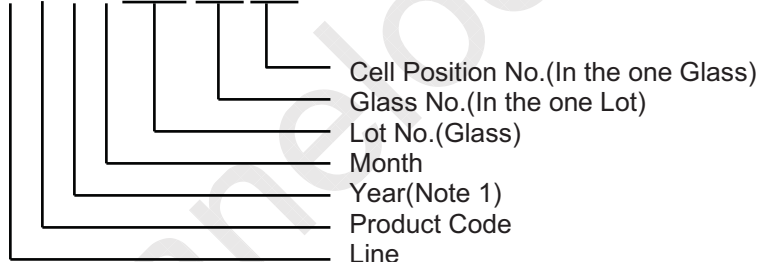 Cell Position No.(In the one Glass)
Glass No.(In the one Lot)
Lot No.(Glass)
Month
Year(Note 1)
Product Code
Line